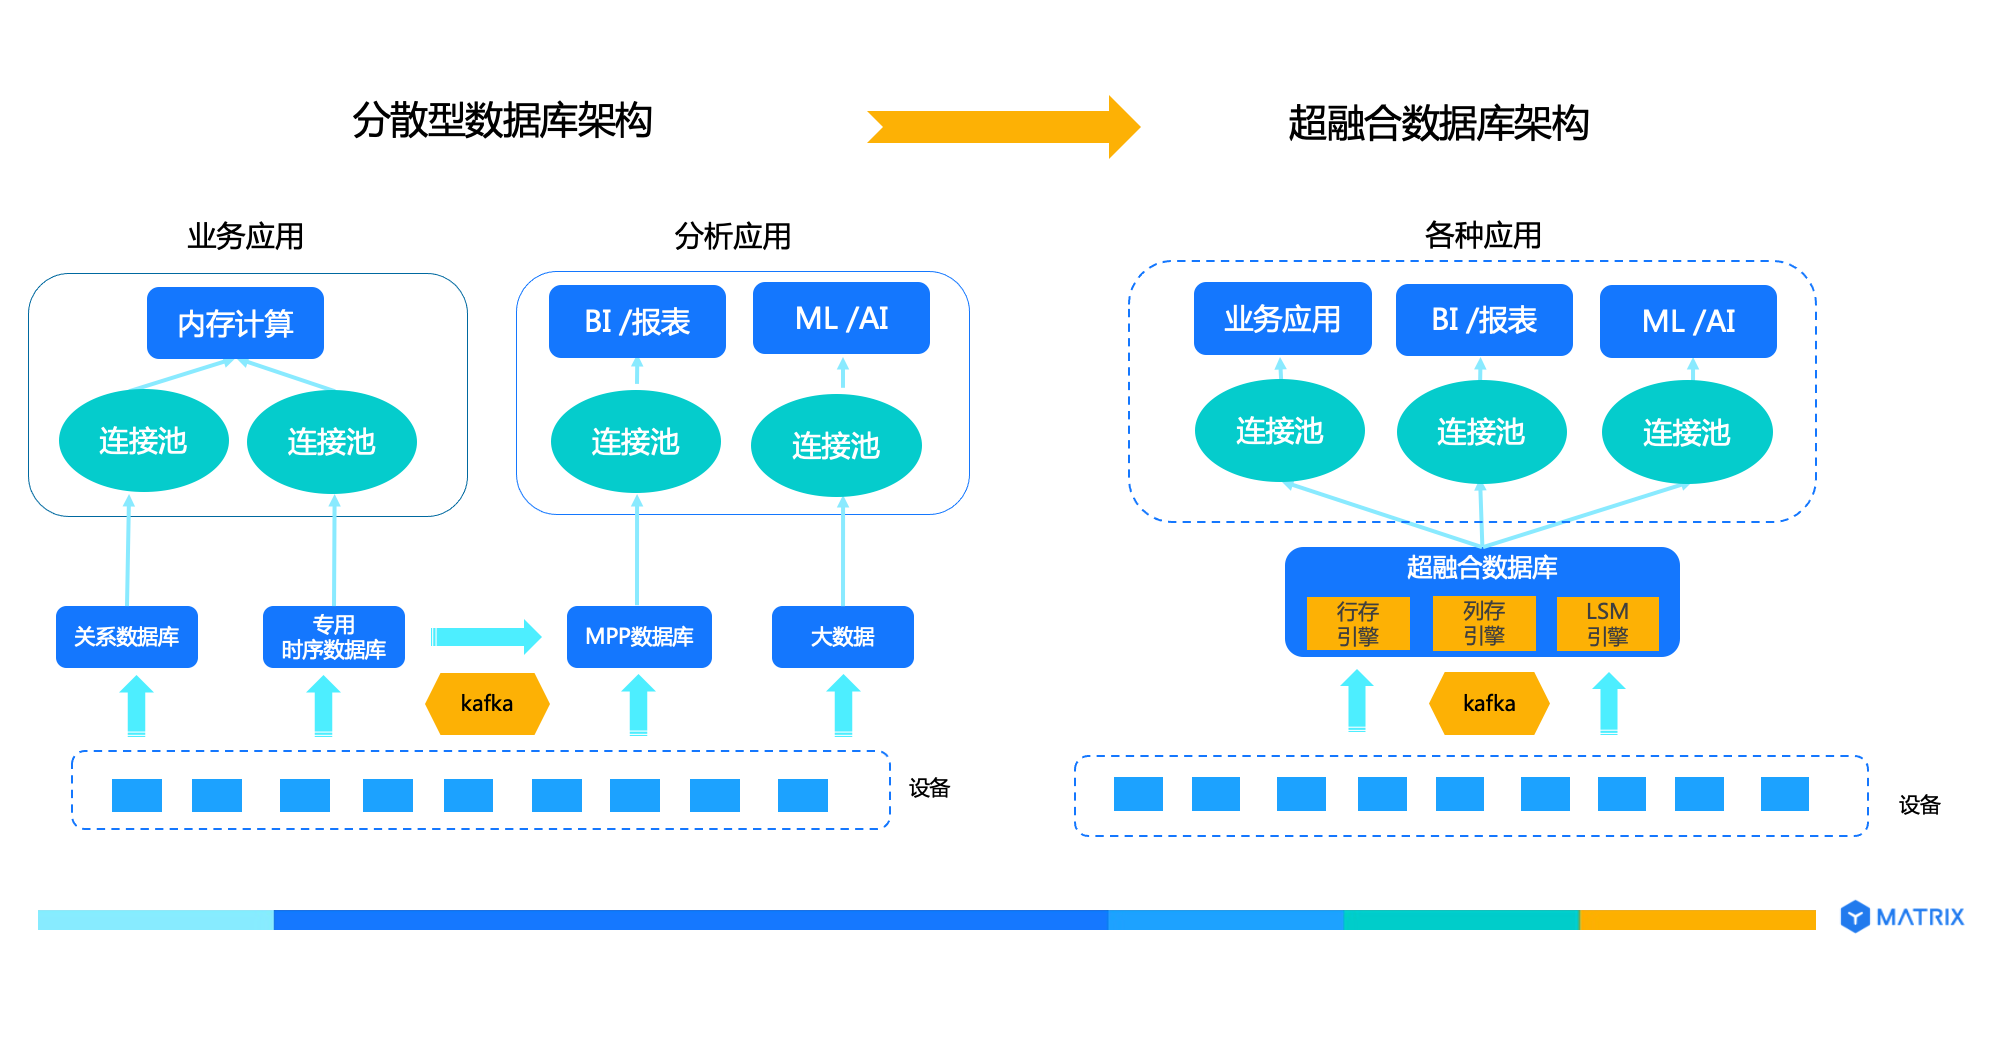 分散型数据库架构
超融合数据库架构
业务应用
分析应用
各种应用
内存计算
BI /报表
ML /AI
业务应用
BI /报表
ML /AI
连接池
连接池
连接池
连接池
连接池
连接池
连接池
超融合数据库
行存
引擎
列存
引擎
LSM
引擎
关系数据库
专用
时序数据库
MPP数据库
大数据
kafka
kafka
设备
设备
MATRIX